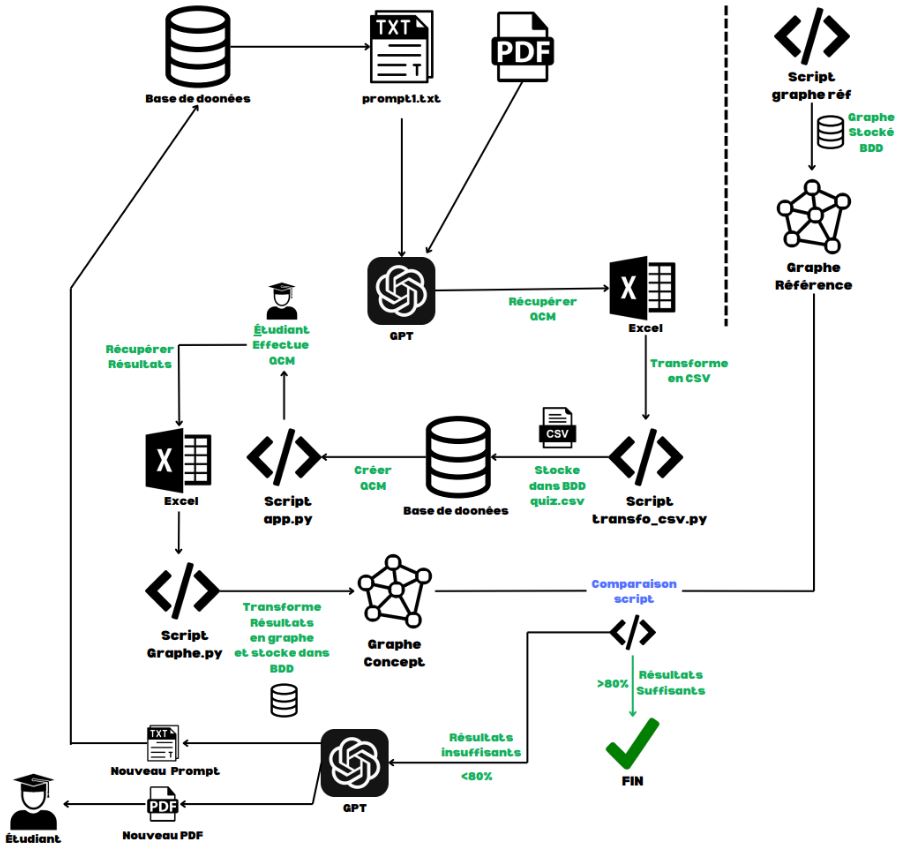 TXT
T
PDF
Base de doonées
prompt1.txt
Script
graphe réf
Graphe
Stocké
BDD
Graphe
Référence
GPT
Récupérer
QCM
X
Excel
Étudiant
Effectue
QCM
Récupérer
Résultats
Transforme
en CSV
X
Excel
Script
app.py
Créer
QCM
Base de doonées
CSV
Stocke
dans BDD
quiz.csv
Script
transfo_csv.py
Script
Graphe.py
Transforme
Résultats
en graphe
et stocke dans
BDD
Graphe
Concept
Comparaison
script
>80%
Résultats
Suffisants
FIN
Résultats
insuffisants
<80%
GPT
TXT
Nouveau Prompt
PDF
Nouveau PDF
Étudiant